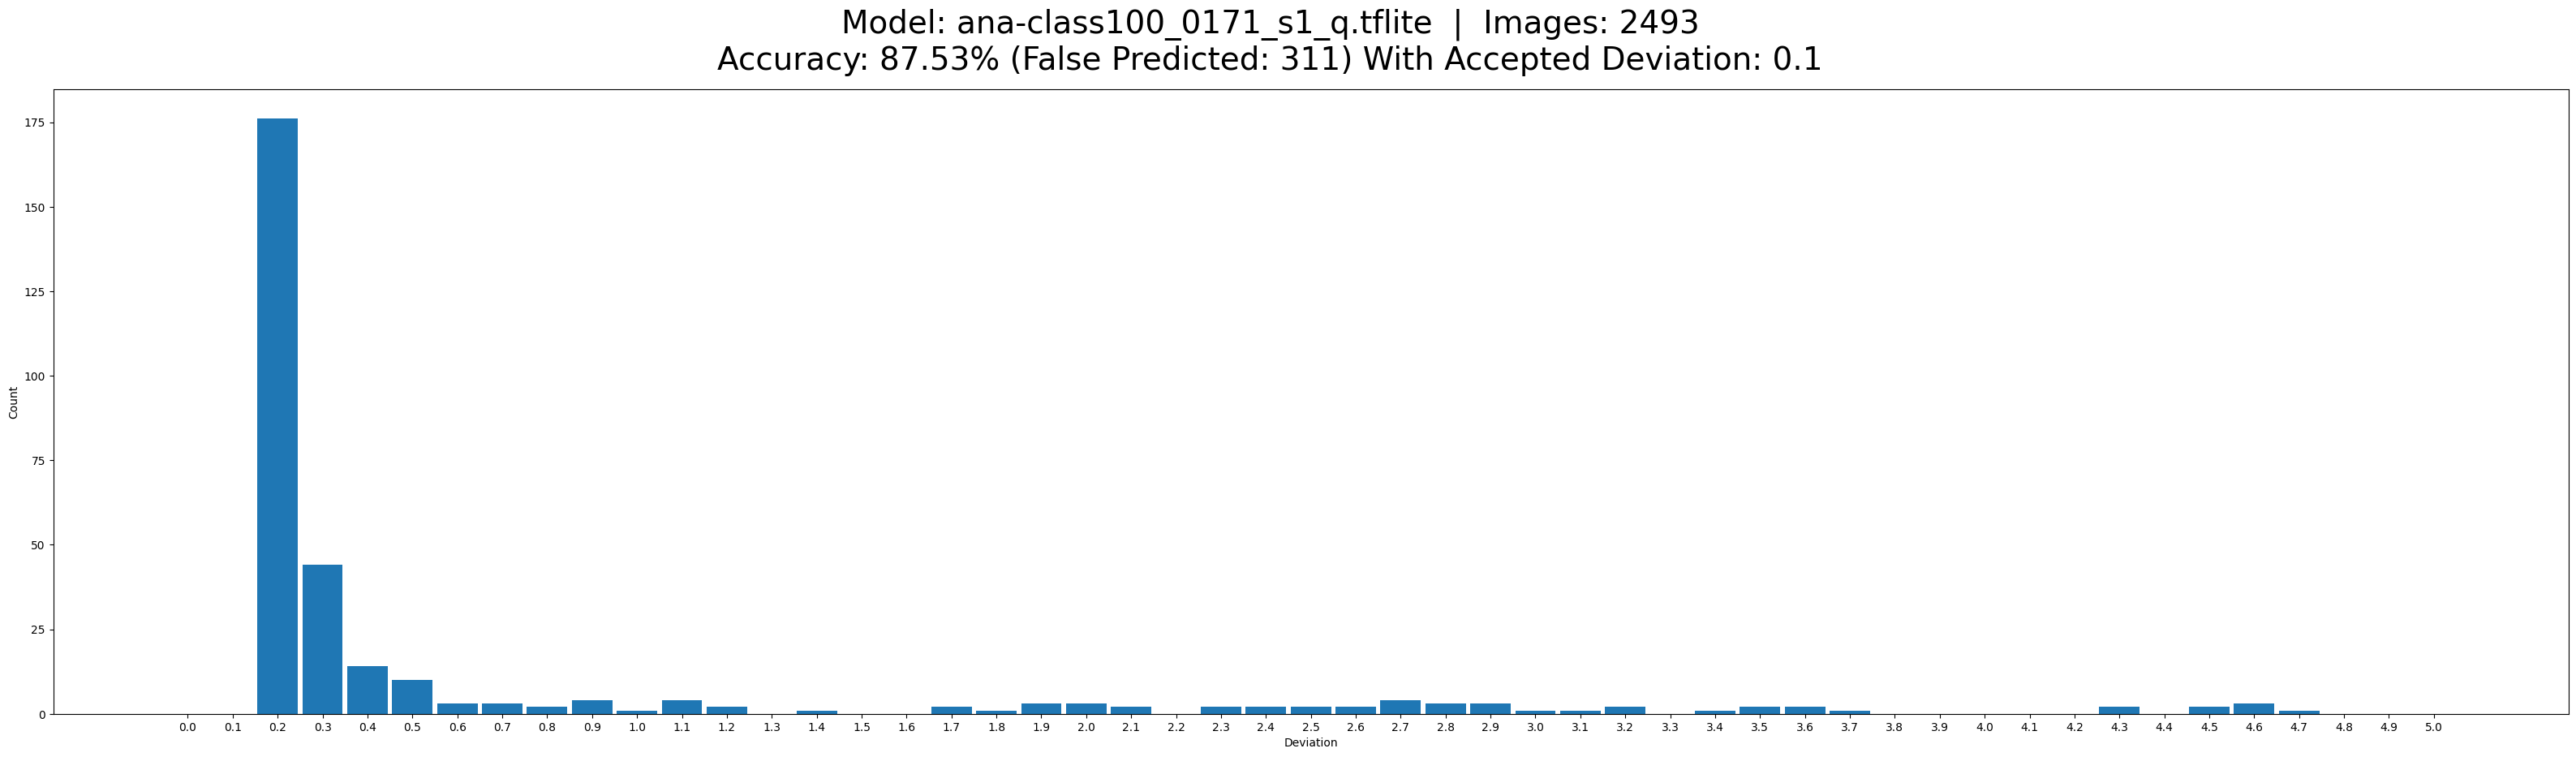 Model: ana-class100_0171_s1_q.tflite | Images: 2493
Accuracy: 87.53% (False Predicted: 311) With Accepted Deviation: 0.1
175
150
125
100
75
50
25
0
Count
0.0 0.1 0.2 0.3 0.4 0.5 0.6 0.7 0.8 0.9 1.0 1.1 1.2 1.3 1.4 1.5 1.6 1.7 1.8 1.9 2.0 2.1 2.2 2.3 2.4 2.5 2.6 2.7 2.8 2.9 3.0 3.1 3.2 3.3 3.4 3.5 3.6 3.7 3.8 3.9 4.0 4.1 4.2 4.3 4.4 4.5 4.6 4.7 4.8 4.9 5.0
Deviation